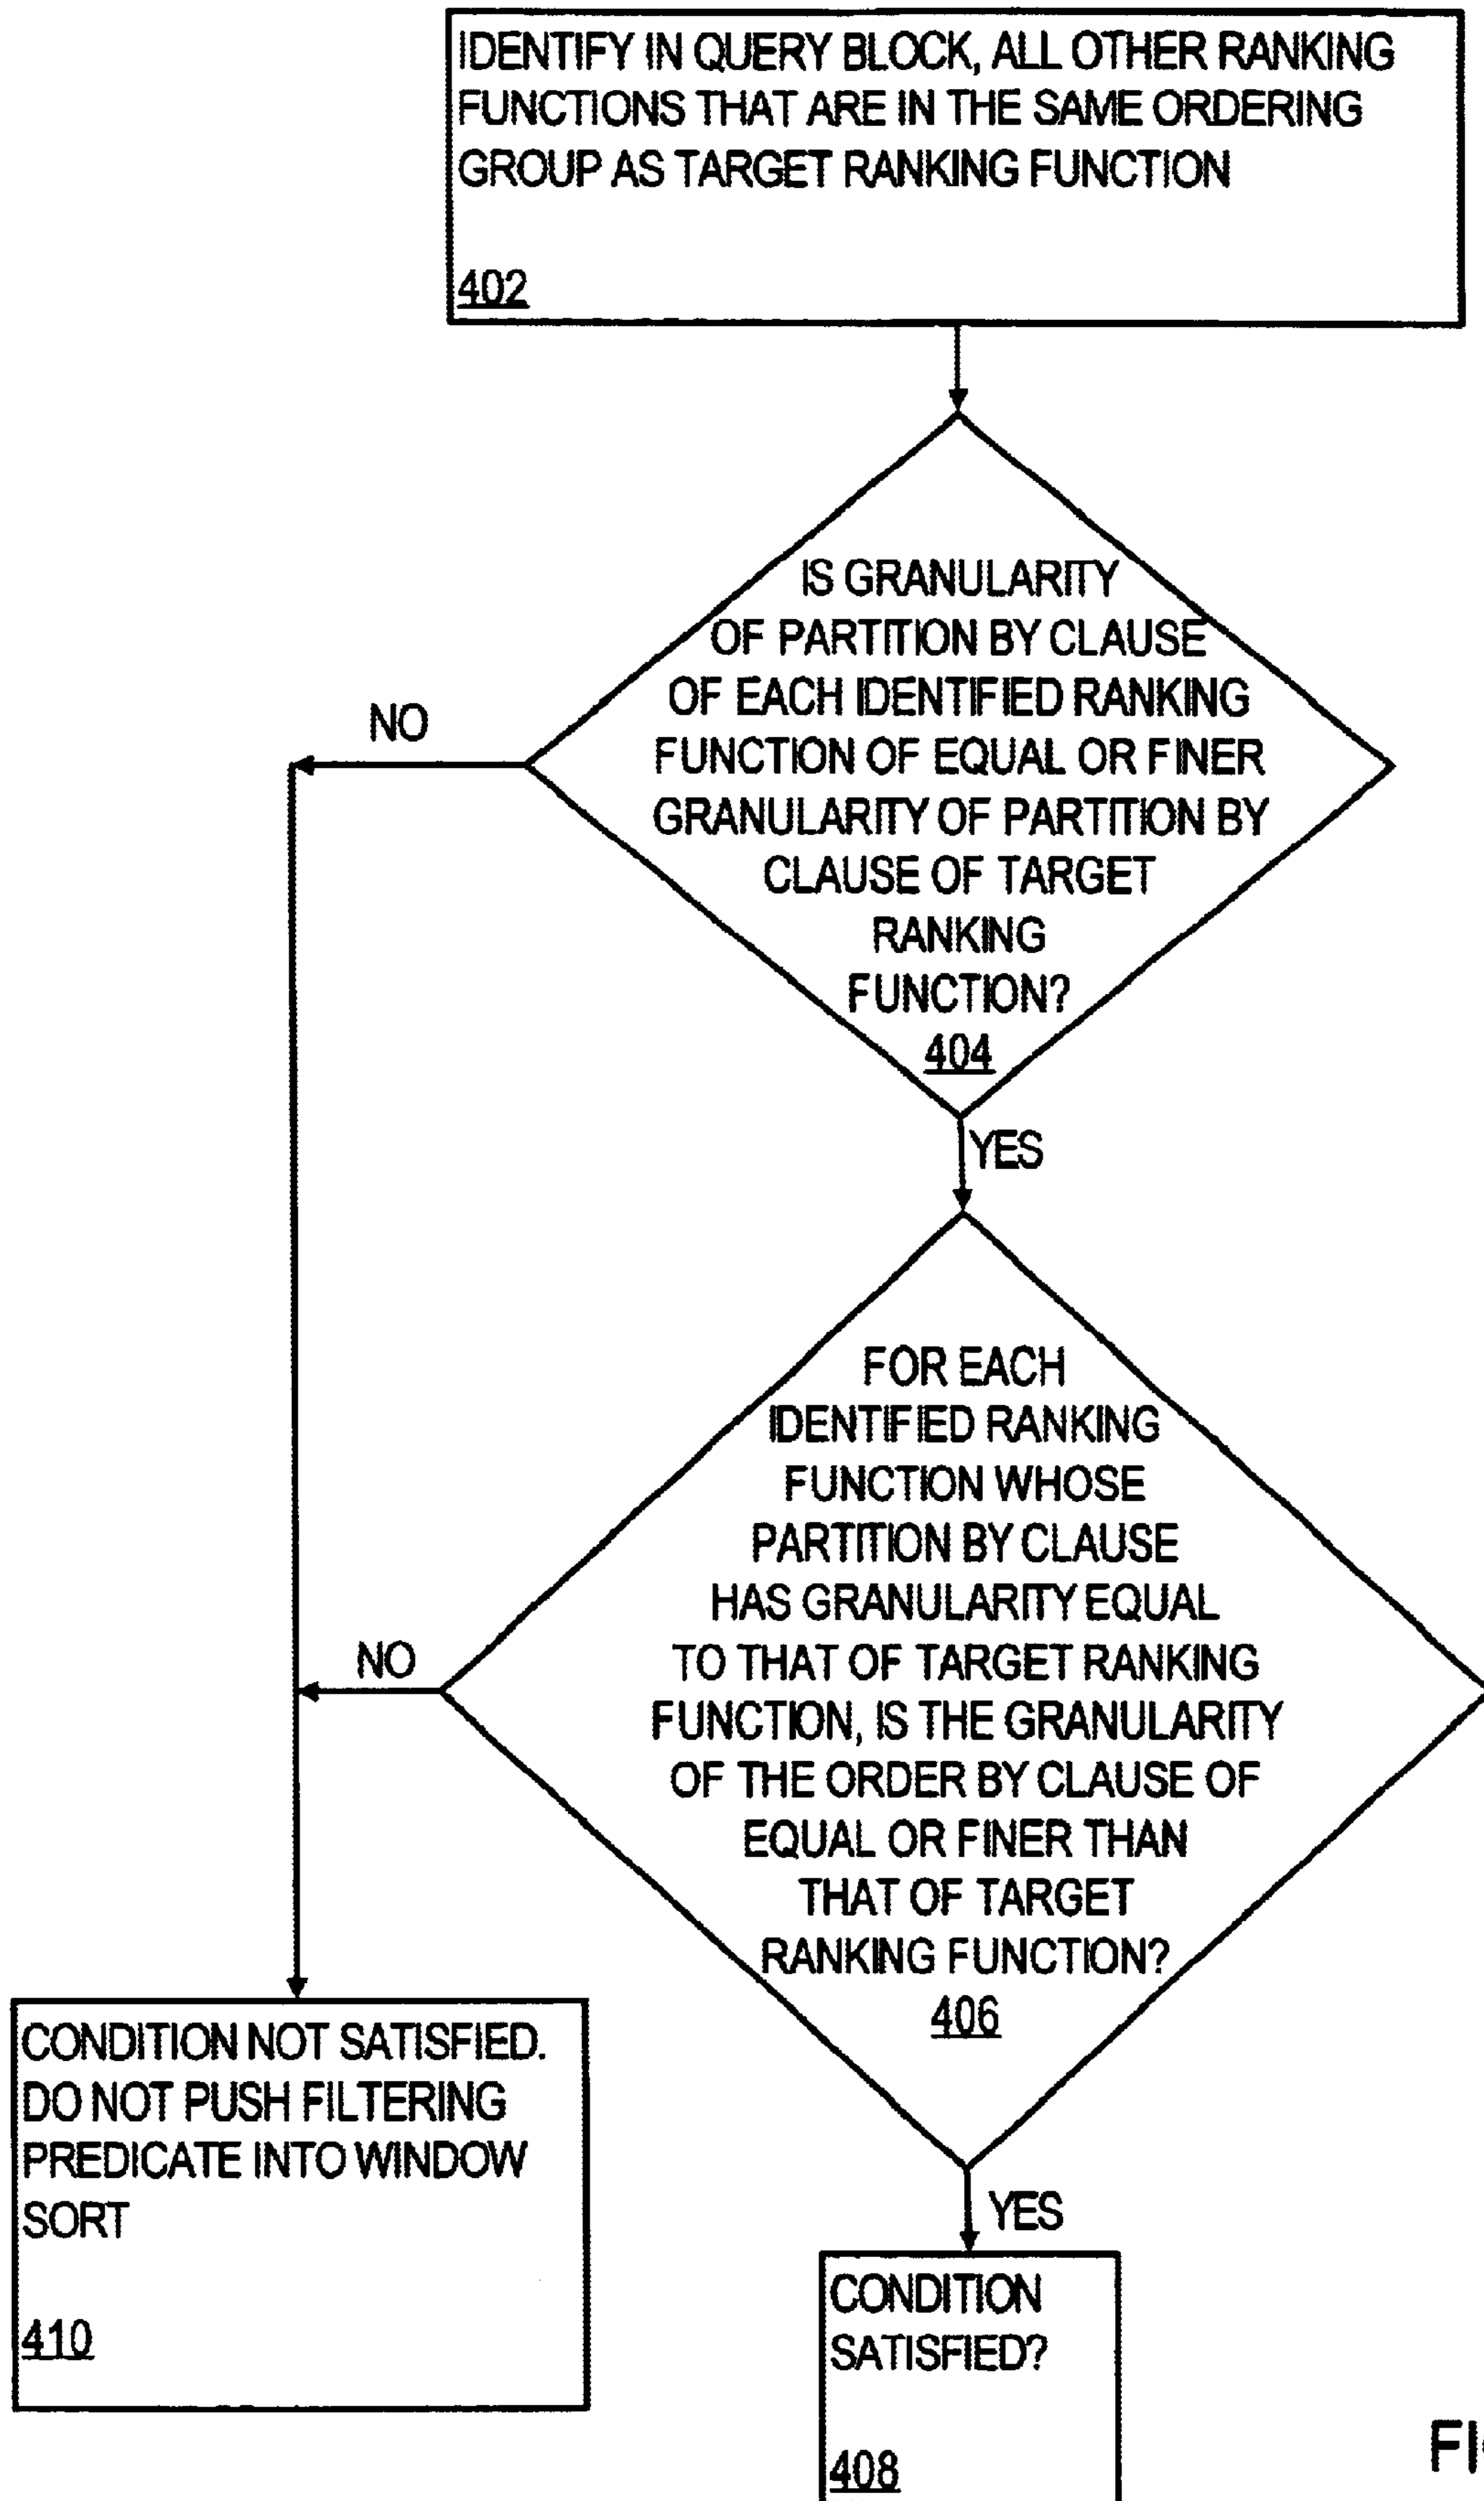 IDENTIFY IN QUERY BLOCK, ALL OTHER RANKING
FUNCTIONS THAT ARE IN THE SAME ORDERING
GROUP AS TARGET RANKING FUNCTION
402
IS GRANULARITY
OF PARTITION BY CLAUSE
OF EACH IDENTIFIED RANKING
FUNCTION OF EQUAL OR FINER
GRANULARITY OF PARTITION BY
CLAUSE OF TARGET
RANKING
FUNCTION?
404
NO
YES
FOR EACH
IDENTIFIED RANKING
FUNCTION WHOSE
PARTITION BY CLAUSE
HAS GRANULARITY EQUAL
TO THAT OF TARGET RANKING
FUNCTION, IS THE GRANULARITY
OF THE ORDER BY CLAUSE OF
EQUAL OR FINER THAN
THAT OF TARGET
RANKING FUNCTION?
406
NO
YES
CONDITION NOT SATISFIED.
DO NOT PUSH FILTERING
PREDICATE INTO WINDOW
SORT
410
CONDITION
SATISFIED?
408